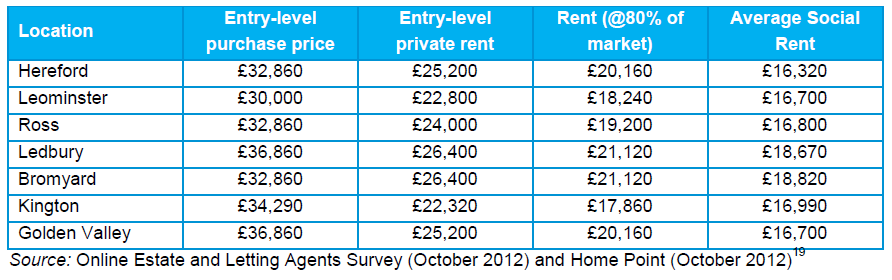 Location Entry-level purchase price Entry-level private rent Rent (@80% of market) Average Social Rent
Hereford £32,860 £25,200 £20,160 £16,320
Leominster £30,000 £22,800 £18,240 £16,700
Ross £32,860 £24,000 £19,200 £16,800
Ledbury £36,860 £26,400 £21,120 £18,670
Bromyard £32,860 £26,400 £21,120 £18,820
Kington £34,290 £22,320 £17,860 £16,990
Golden Valley £36,860 £25,200 £20,160 £16,700
Source: Online Estate and Letting Agents Survey (October 2012) and Home Point (October 2012)19